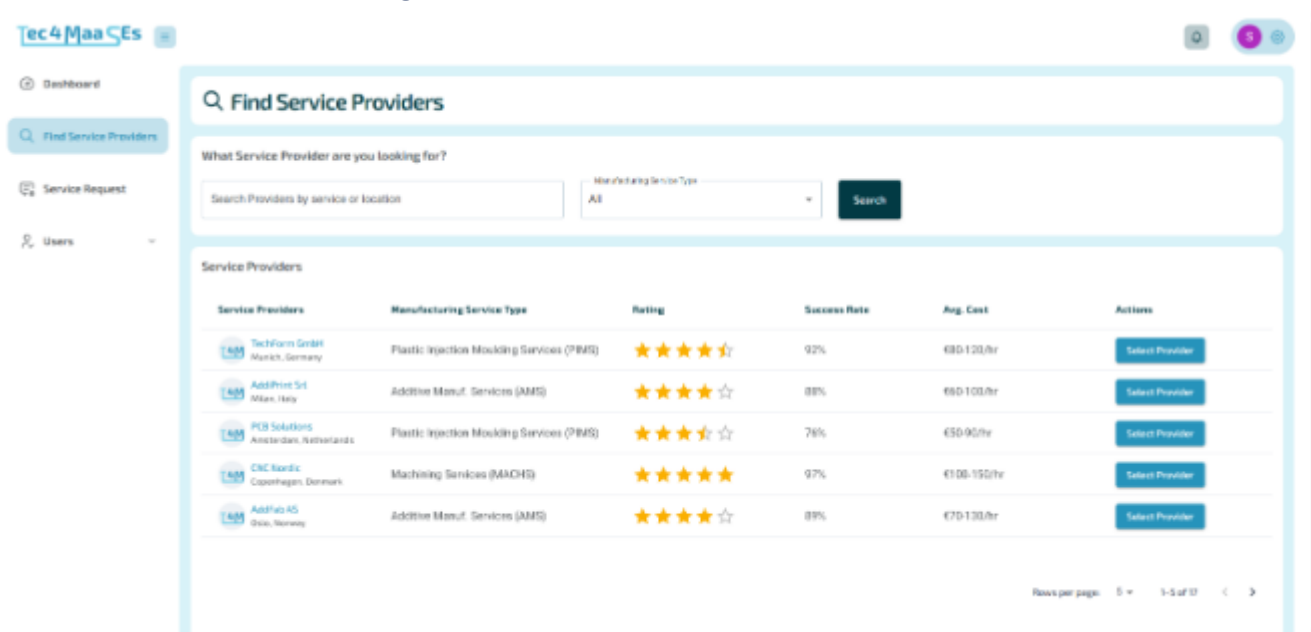 Tec4MaaSEs
S
Dashboard
Find Service Providers
Service Request
Users
Find Service Providers
What Service Provider are you looking for?
Search Providers by service or location
Manufacturing Service Type
All
Search
Service Providers
Service Providers Manufacturing Service Type Rating Success Rate Avg. Cost Actions
T4M TechForm GmbH Plastic Injection Moulding Services (PIMS) 92% €80-120/hr Select Provider
Munich, Germany
T4M AddiPrint Srl Additive Manuf. Services (AMS) 88% €60-100/hr Select Provider
Milan, Italy
T4M PCB Solutions Plastic Injection Moulding Services (PIMS) 76% €50-90/hr Select Provider
Amsterdam, Netherlands
T4M CNC Nordic Machining Services (MACHS) 97% €100-150/hr Select Provider
Copenhagen, Denmark
T4M AddFab AS Additive Manuf. Services (AMS) 89% €70-130/hr Select Provider
Oslo, Norway
Rows per page: 5 1-5 of 17